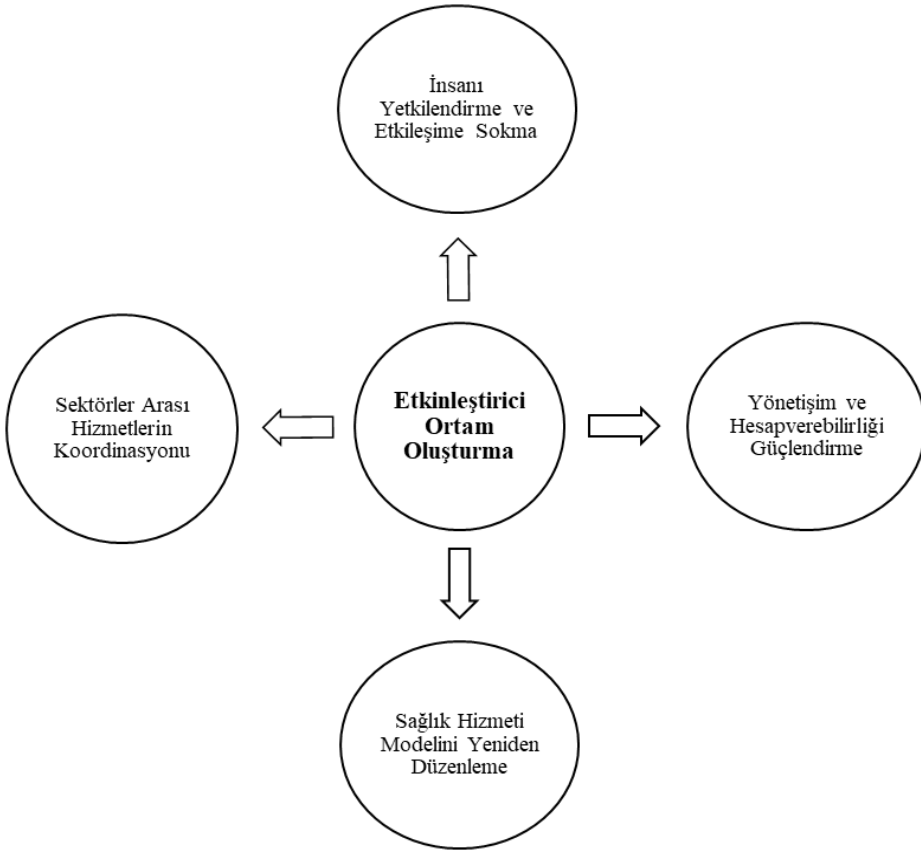 İnsanı
Yetkilendirme ve
Etkileşime Sokma
Sektörler Arası
Hizmetlerin
Koordinasyonu
Etkinleştirici
Ortam
Oluşturma
Yönetişim ve
Hesapverebilirliği
Güçlendirme
Sağlık Hizmeti
Modelini Yeniden
Düzenleme